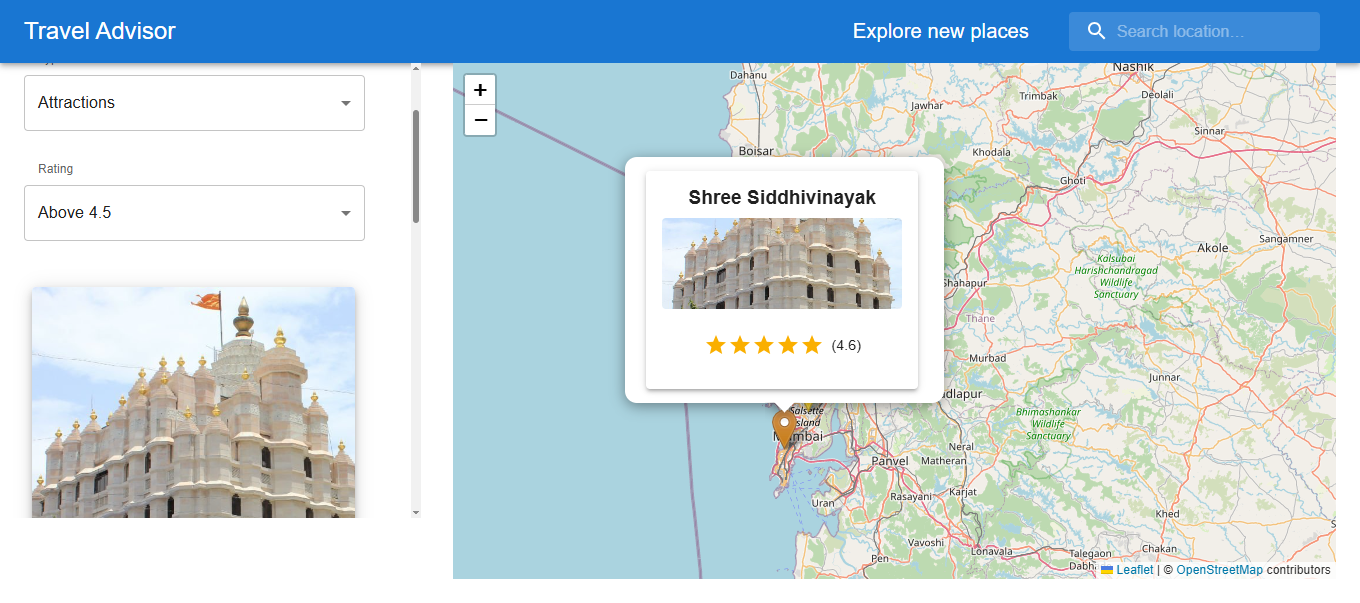 Travel Advisor
Explore new places
Search location...
Attractions
Rating
Above 4.5
+
−
Shree Siddhivinayak
(4.6)
Dahanu
Nashik
Deolali
Trimbak
Jawhar
Sinnar
Boisar
Khodala
Ghoti
Akole
Sangamner
Kalsubai
Harishchandragad
Wildlife
Sanctuary
Shahapur
Thane
Murbad
Junnar
dlapur
Bhimashankar
Wildlife
Sanctuary
Salsette
Island
Mumbai
Neral
Panvel
Matheran
Karjat
Rasayani
Uran
Khed
Vavoshi
Lonavala
Pen
Talegaon
Dabh
Chakan
Leaflet | © OpenStreetMap contributors